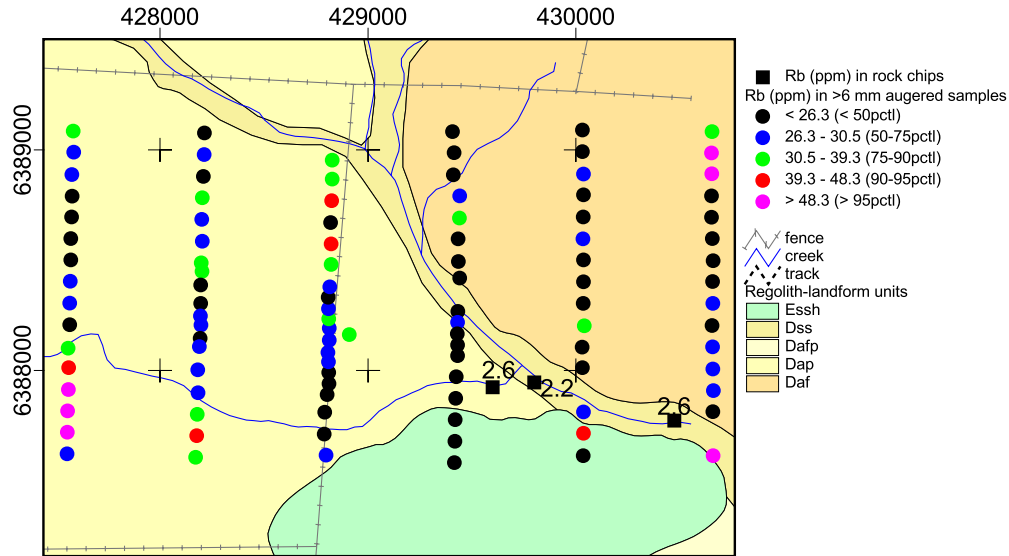 428000 429000 430000
6389000
6388000
2.6
2.2
2.6
Rb (ppm) in rock chips
Rb (ppm) in >6 mm augered samples
< 26.3 (< 50pctl)
26.3 - 30.5 (50-75pctl)
30.5 - 39.3 (75-90pctl)
39.3 - 48.3 (90-95pctl)
> 48.3 (> 95pctl)
fence
creek
track
Regolith-landform units
Essh
Dss
Dafp
Dap
Daf